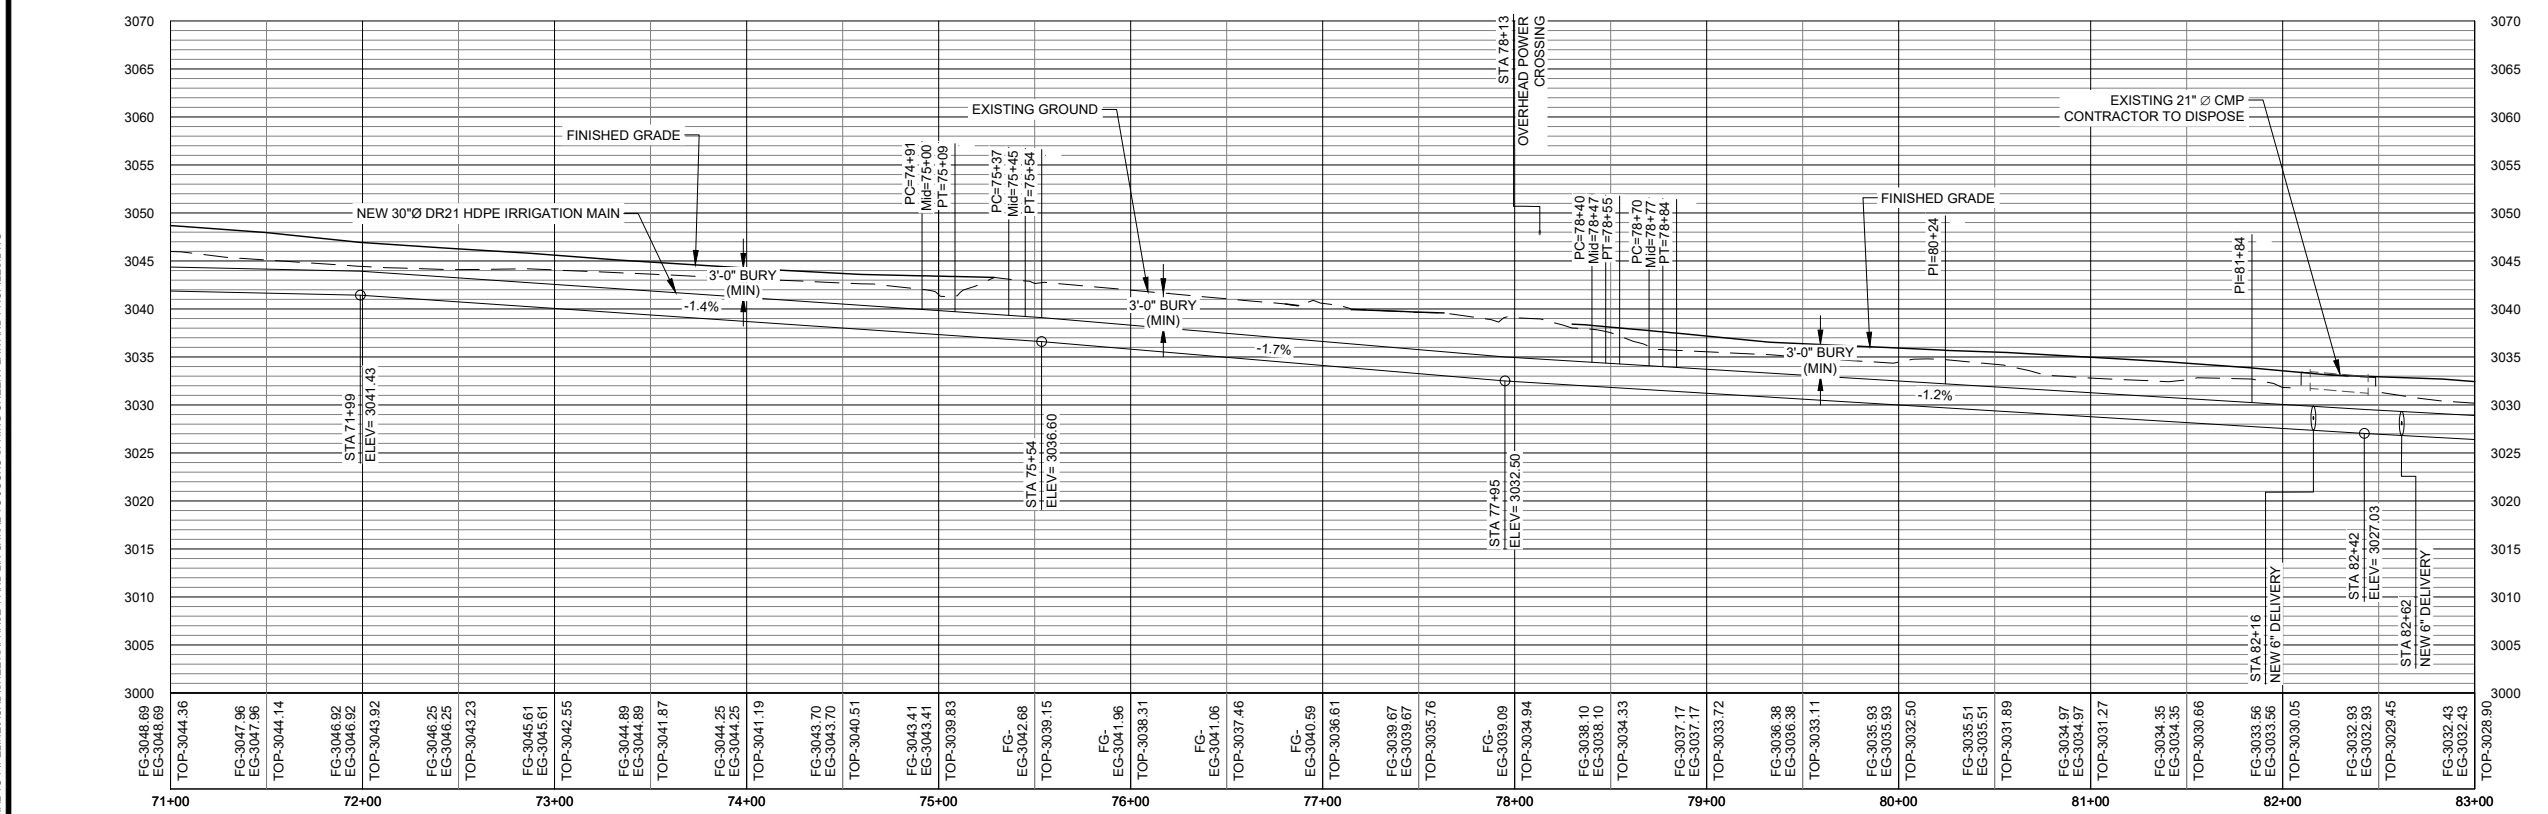 3070
3065
3060
3055
3050
3045
3040
3035
3030
3025
3020
3015
3010
3005
3000
3070
3065
3060
3055
3050
3045
3040
3035
3030
3025
3020
3015
3010
3005
3000
FINISHED GRADE
NEW 30"Ø DR21 HDPE IRRIGATION MAIN
3'-0" BURY
(MIN)
-1.4%
STA 71+99
ELEV= 3041.43
PC=74+91
Mid=75+00
PT=75+09
PC=75+37
Mid=75+45
PT=75+54
EXISTING GROUND
3'-0" BURY
(MIN)
STA 75+54
ELEV= 3036.60
-1.7%
STA 78+13
OVERHEAD POWER
CROSSING
STA 77+95
ELEV= 3032.50
PC=78+40
Mid=78+47
PT=78+55
PC=78+70
Mid=78+77
PT=78+84
FINISHED GRADE
3'-0" BURY
(MIN)
-1.2%
PI=80+24
PI=81+84
EXISTING 21" Ø CMP
CONTRACTOR TO DISPOSE
STA 82+16
NEW 6" DELIVERY
STA 82+42
ELEV= 3027.03
STA 82+62
NEW 6" DELIVERY
FG-3048.69
EG-3048.69
TOP-3044.36
FG-3047.96
EG-3047.96
TOP-3044.14
FG-3046.92
EG-3046.92
TOP-3043.92
FG-3046.25
EG-3046.25
TOP-3043.23
FG-3045.61
EG-3045.61
TOP-3042.55
FG-3044.89
EG-3044.89
TOP-3041.87
FG-3044.25
EG-3044.25
TOP-3041.19
FG-3043.70
EG-3043.70
TOP-3040.51
FG-3043.41
EG-3043.41
TOP-3039.83
FG-
EG-3042.68
TOP-3039.15
FG-
EG-3041.96
TOP-3038.31
FG-
EG-3041.06
TOP-3037.46
FG-
EG-3040.59
TOP-3036.61
FG-3039.67
EG-3039.67
TOP-3035.76
FG-
EG-3039.09
TOP-3034.94
FG-3038.10
EG-3038.10
TOP-3034.33
FG-3037.17
EG-3037.17
TOP-3033.72
FG-3036.38
EG-3036.38
TOP-3033.11
FG-3035.93
EG-3035.93
TOP-3032.50
FG-3035.51
EG-3035.51
TOP-3031.89
FG-3034.97
EG-3034.97
TOP-3031.27
FG-3034.35
EG-3034.35
TOP-3030.66
FG-3033.56
EG-3033.56
TOP-3030.05
FG-3032.93
EG-3032.93
TOP-3029.45
FG-3032.43
EG-3032.43
TOP-3028.90
71+00
72+00
73+00
74+00
75+00
76+00
77+00
78+00
79+00
80+00
81+00
82+00
83+00